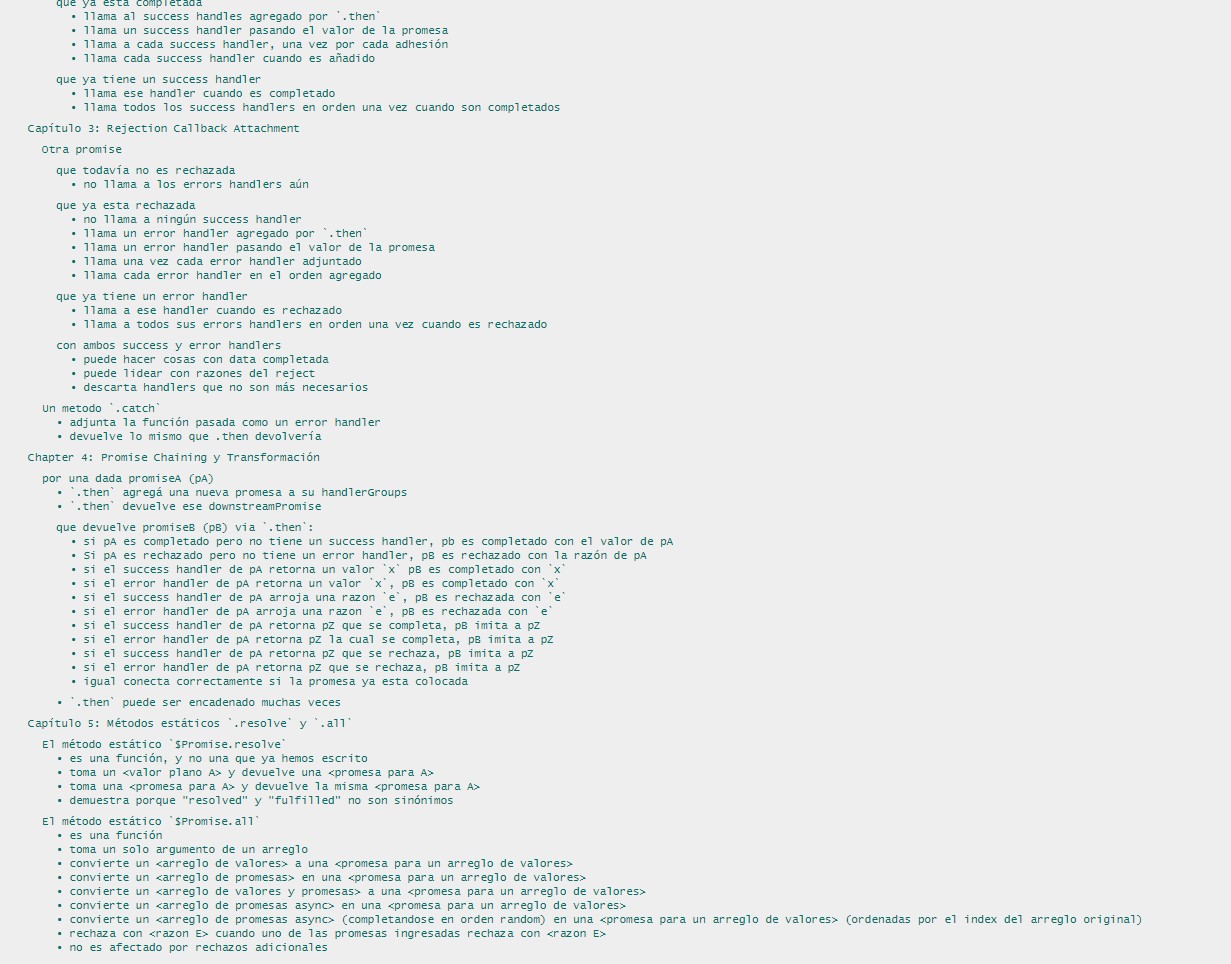 que ya esta completada
• llama al success handles agregado por `.then`
• llama un success handler pasando el valor de la promesa
• llama a cada success handler, una vez por cada adhesión
• llama cada success handler cuando es añadido
que ya tiene un success handler
• llama ese handler cuando es completado
• llama todos los success handlers en orden una vez cuando son completados
Capítulo 3: Rejection Callback Attachment
Otra promise
que todavía no es rechazada
• no llama a los errors handlers aún
que ya esta rechazada
• no llama a ningún success handler
• llama un error handler agregado por `.then`
• llama un error handler pasando el valor de la promesa
• llama una vez cada error handler adjuntado
• llama cada error handler en el orden agregado
que ya tiene un error handler
• llama a ese handler cuando es rechazado
• llama a todos sus errors handlers en orden una vez cuando es rechazado
con ambos success y error handlers
• puede hacer cosas con data completada
• puede lidear con razones del reject
• descarta handlers que no son más necesarios
Un metodo `.catch`
• adjunta la función pasada como un error handler
• devuelve lo mismo que .then devolvería
Chapter 4: Promise Chaining y Transformación
por una dada promiseA (pA)
• `.then` agregá una nueva promesa a su handlerGroups
• `.then` devuelve ese downstreamPromise
que devuelve promiseB (pB) via `.then`:
• si pA es completado pero no tiene un success handler, pb es completado con el valor de pA
• Si pA es rechazado pero no tiene un error handler, pB es rechazado con la razón de pA
• si el success handler de pA retorna un valor `x` pB es completado con `x`
• si el error handler de pA retorna un valor `x`, pB es completado con `x`
• si el success handler de pA arroja una razon `e`, pB es rechazada con `e`
• si el error handler de pA arroja una razon `e`, pB es rechazada con `e`
• si el success handler de pA retorna pZ que se completa, pB imita a pZ
• si el error handler de pA retorna pZ la cual se completa, pB imita a pZ
• si el success handler de pA retorna pZ que se rechaza, pB imita a pZ
• si el error handler de pA retorna pZ que se rechaza, pB imita a pZ
• igual conecta correctamente si la promesa ya esta colocada
• `.then` puede ser encadenado muchas veces
Capítulo 5: Métodos estáticos `.resolve` y `.all`
El método estático `$Promise.resolve`
• es una función, y no una que ya hemos escrito
• toma un <valor plano A> y devuelve una <promesa para A>
• toma una <promesa para A> y devuelve la misma <promesa para A>
• demuestra porque "resolved" y "fulfilled" no son sinónimos
El método estático `$Promise.all`
• es una función
• toma un solo argumento de un arreglo
• convierte un <arreglo de valores> a una <promesa para un arreglo de valores>
• convierte un <arreglo de promesas> en una <promesa para un arreglo de valores>
• convierte un <arreglo de valores y promesas> a una <promesa para un arreglo de valores>
• convierte un <arreglo de promesas async> en una <promesa para un arreglo de valores>
• convierte un <arreglo de promesas async> (completandose en orden random) en una <promesa para un arreglo de valores> (ordenadas por el index del arreglo original)
• rechaza con <razon E> cuando uno de las promesas ingresadas rechaza con <razon E>
• no es afectado por rechazos adicionales